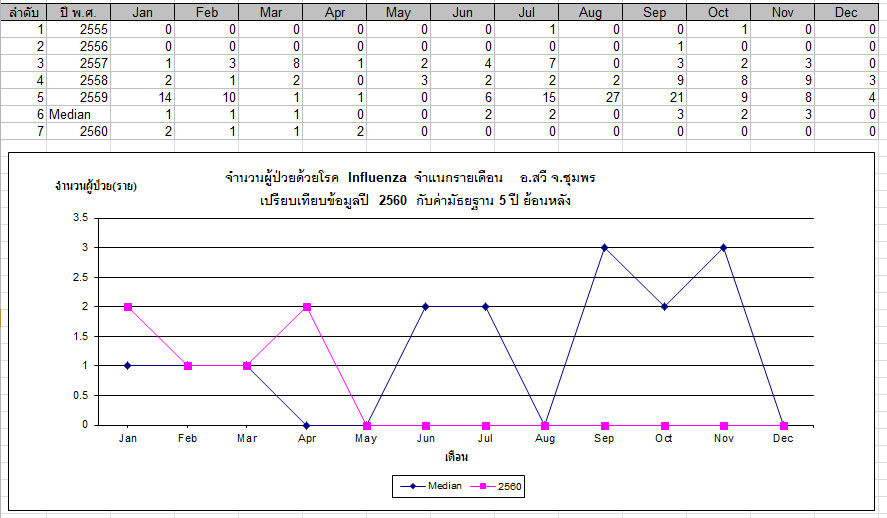 ลำดับ ปี พ.ศ. Jan Feb Mar Apr May Jun Jul Aug Sep Oct Nov Dec
1 2555 0 0 0 0 0 0 1 0 0 1 0 0
2 2556 0 0 0 0 0 0 0 0 1 0 0 0
3 2557 1 3 8 1 2 4 7 0 3 2 3 0
4 2558 2 1 2 0 3 2 2 2 9 8 9 3
5 2559 14 10 1 1 0 6 15 27 21 9 8 4
6 Median 1 1 1 0 0 2 2 0 3 2 3 0
7 2560 2 1 1 2 0 0 0 0 0 0 0 0
จำนวนผู้ป่วยด้วยโรค Influenza จำแนกรายเดือน อ.สวี จ.ชุมพร
จำนวนผู้ป่วย(ราย)
เปรียบเทียบข้อมูลปี 2560 กับค่ามัธยฐาน 5 ปี ย้อนหลัง
3.5
3
2.5
2
1.5
1
0.5
0
Jan Feb Mar Apr May Jun Jul Aug Sep Oct Nov Dec
เดือน
Median 2560